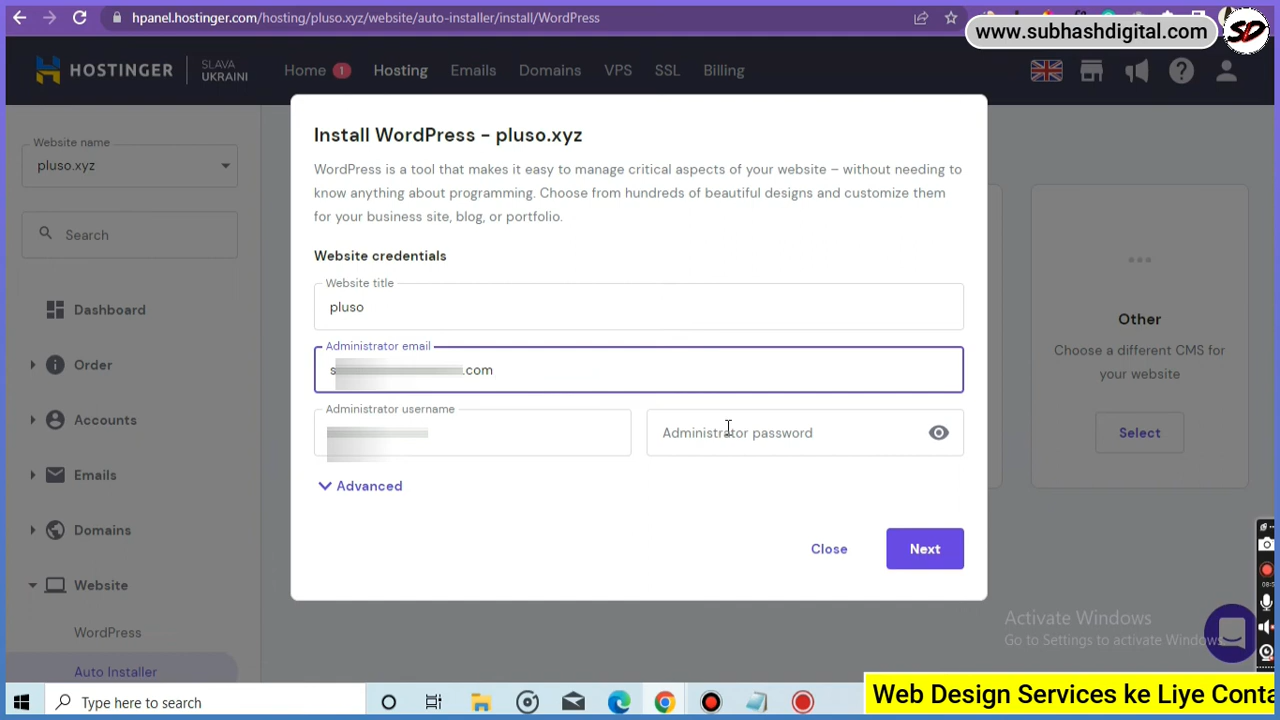 hpanel.hostinger.com/hosting/pluso.xyz/website/auto-installer/install/WordPress
www.subhashdigital.com
SD
HOSTINGER
SLAVA
UKRAINI
Home 1 Hosting Emails Domains VPS SSL Billing
Website name
pluso.xyz
Search
Dashboard
Order
Accounts
Emails
Domains
Website
WordPress
Auto Installer
Install WordPress - pluso.xyz
WordPress is a tool that makes it easy to manage critical aspects of your website – without needing to
know anything about programming. Choose from hundreds of beautiful designs and customize them
for your business site, blog, or portfolio.
Website credentials
Website title
pluso
Administrator email
s .com
Administrator username
Administrator password
Advanced
Close
Next
Other
Choose a different CMS for
your website
Select
Activate Windows
Go to Settings to activate Windows.
Type here to search
Web Design Services ke Liye Conta